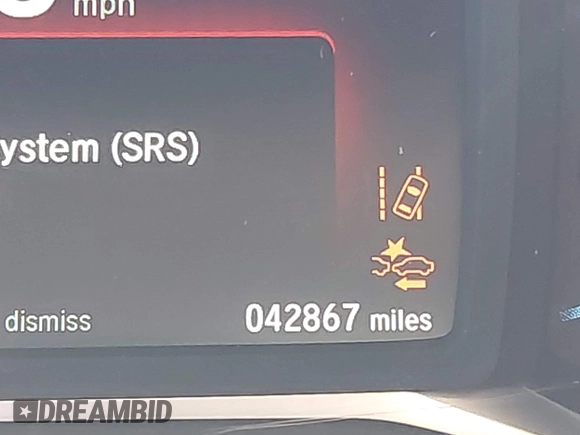 mph
ystem (SRS)
dismiss
042867 miles
DREAMBID